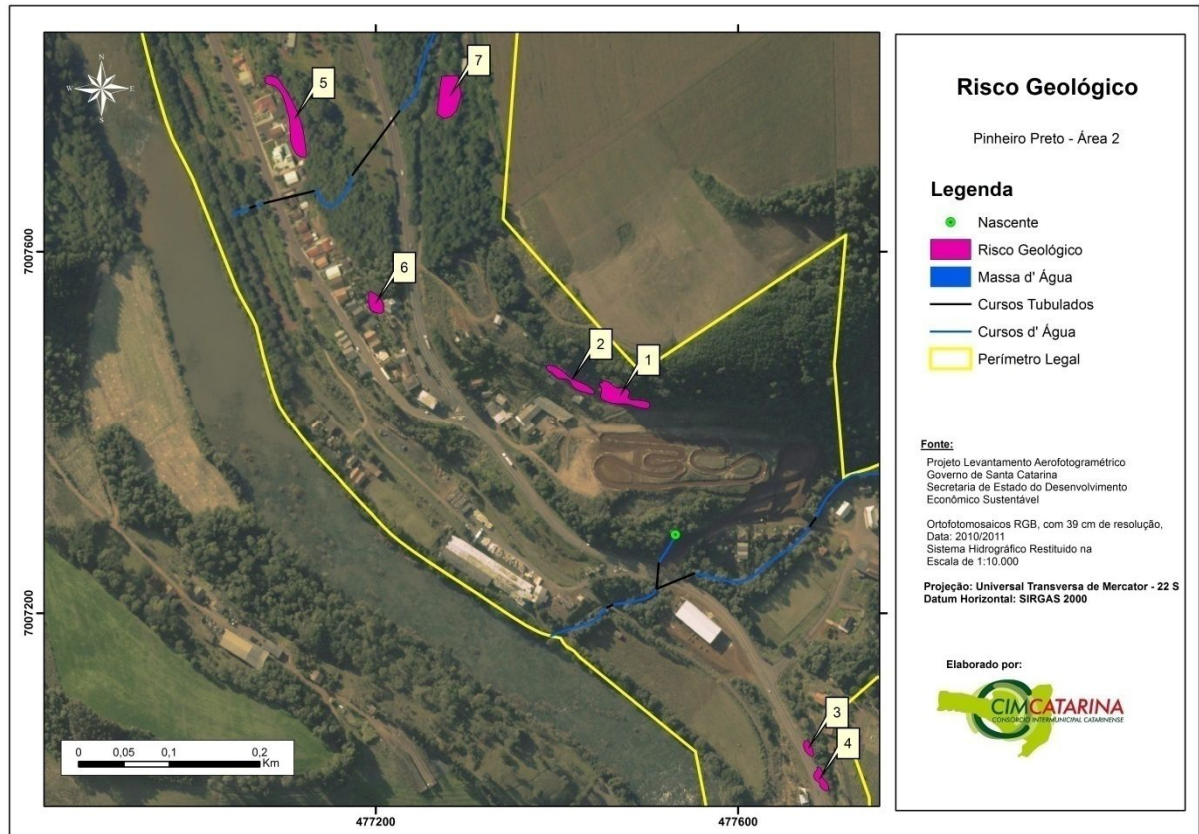 N
W E
S
5
7
6
2
1
3
4
7007600
7007200
477200
477600
0 0,05 0,1 0,2
Km
Risco Geológico
Pinheiro Preto - Área 2
Legenda
Nascente
Risco Geológico
Massa d' Água
Cursos Tubulados
Cursos d' Água
Perímetro Legal
Fonte:
Projeto Levantamento Aerofotogramétrico
Governo de Santa Catarina
Secretaria de Estado do Desenvolvimento
Econômico Sustentável
Ortofotomosaicos RGB, com 39 cm de resolução,
Data: 2010/2011
Sistema Hidrográfico Restituido na
Escala de 1:10.000
Projeção: Universal Transversa de Mercator - 22 S
Datum Horizontal: SIRGAS 2000
Elaborado por:
CIMCATARINA
CONSÓRCIO INTERMUNICIPAL CATARINENSE